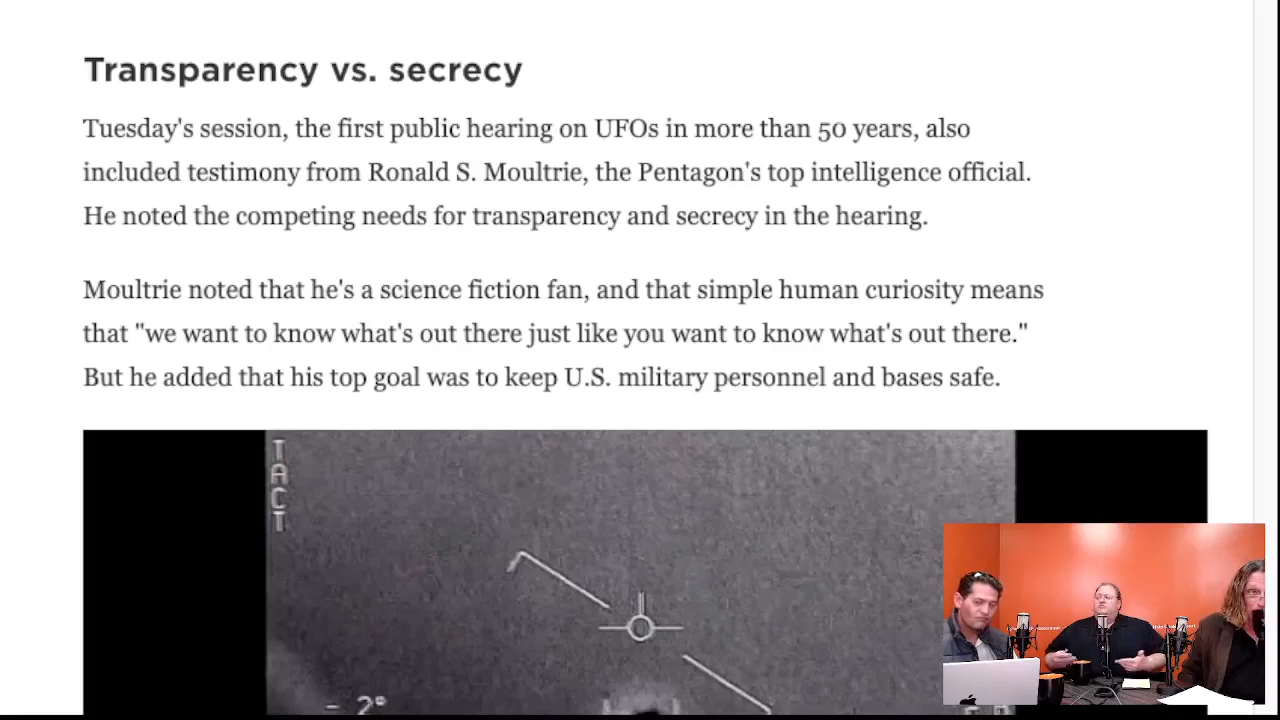 Transparency vs. secrecy
Tuesday's session, the first public hearing on UFOs in more than 50 years, also
included testimony from Ronald S. Moultrie, the Pentagon's top intelligence official.
He noted the competing needs for transparency and secrecy in the hearing.
Moultrie noted that he's a science fiction fan, and that simple human curiosity means
that "we want to know what's out there just like you want to know what's out there."
But he added that his top goal was to keep U.S. military personnel and bases safe.
TACT
- 2°